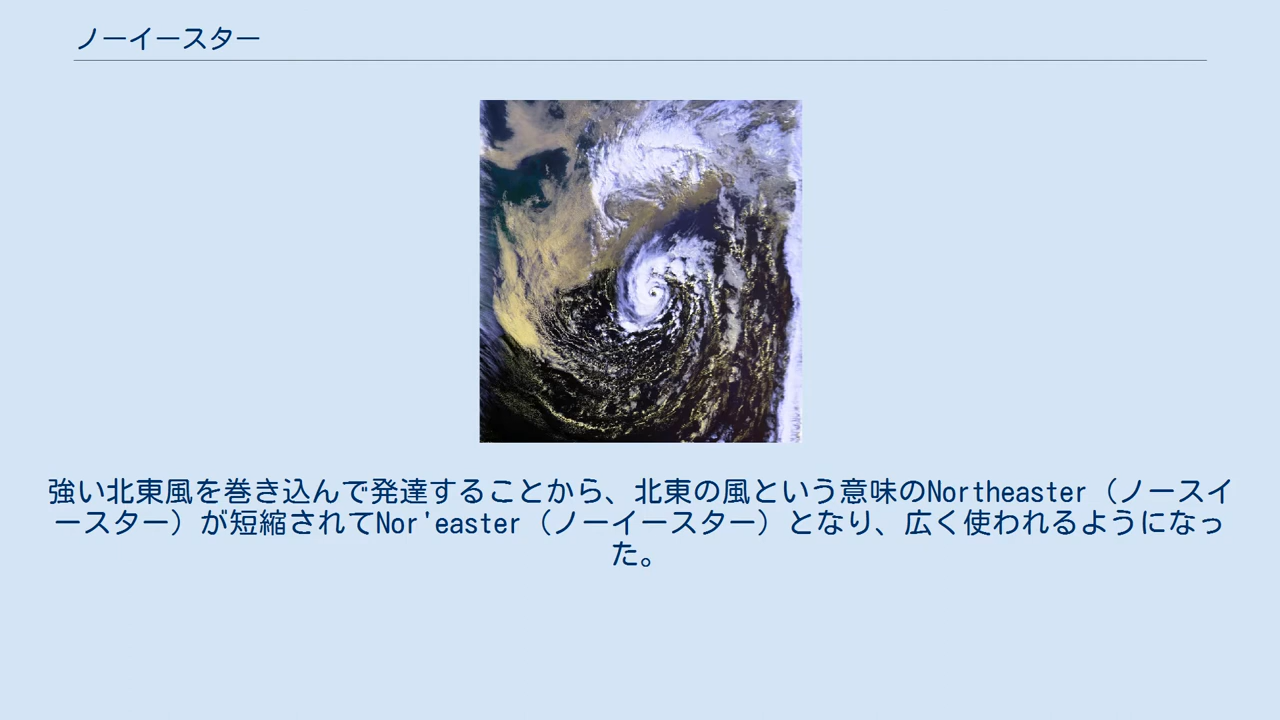 ノーイースター
強い北東風を巻き込んで発達することから、北東の風という意味のNortheaster（ノースイ
ースター）が短縮されてNor'easter（ノーイースター）となり、広く使われるようになっ
た。